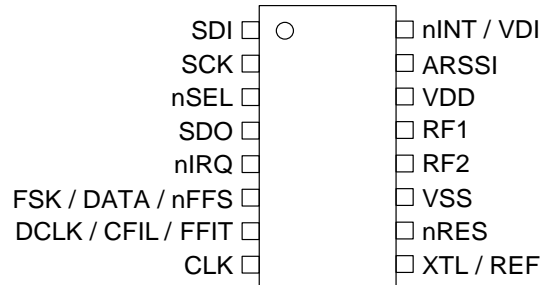 SDI
SCK
nSEL
SDO
nIRQ
FSK / DATA / nFFS
DCLK / CFIL / FFIT
CLK
nINT / VDI
ARSSI
VDD
RF1
RF2
VSS
nRES
XTL / REF